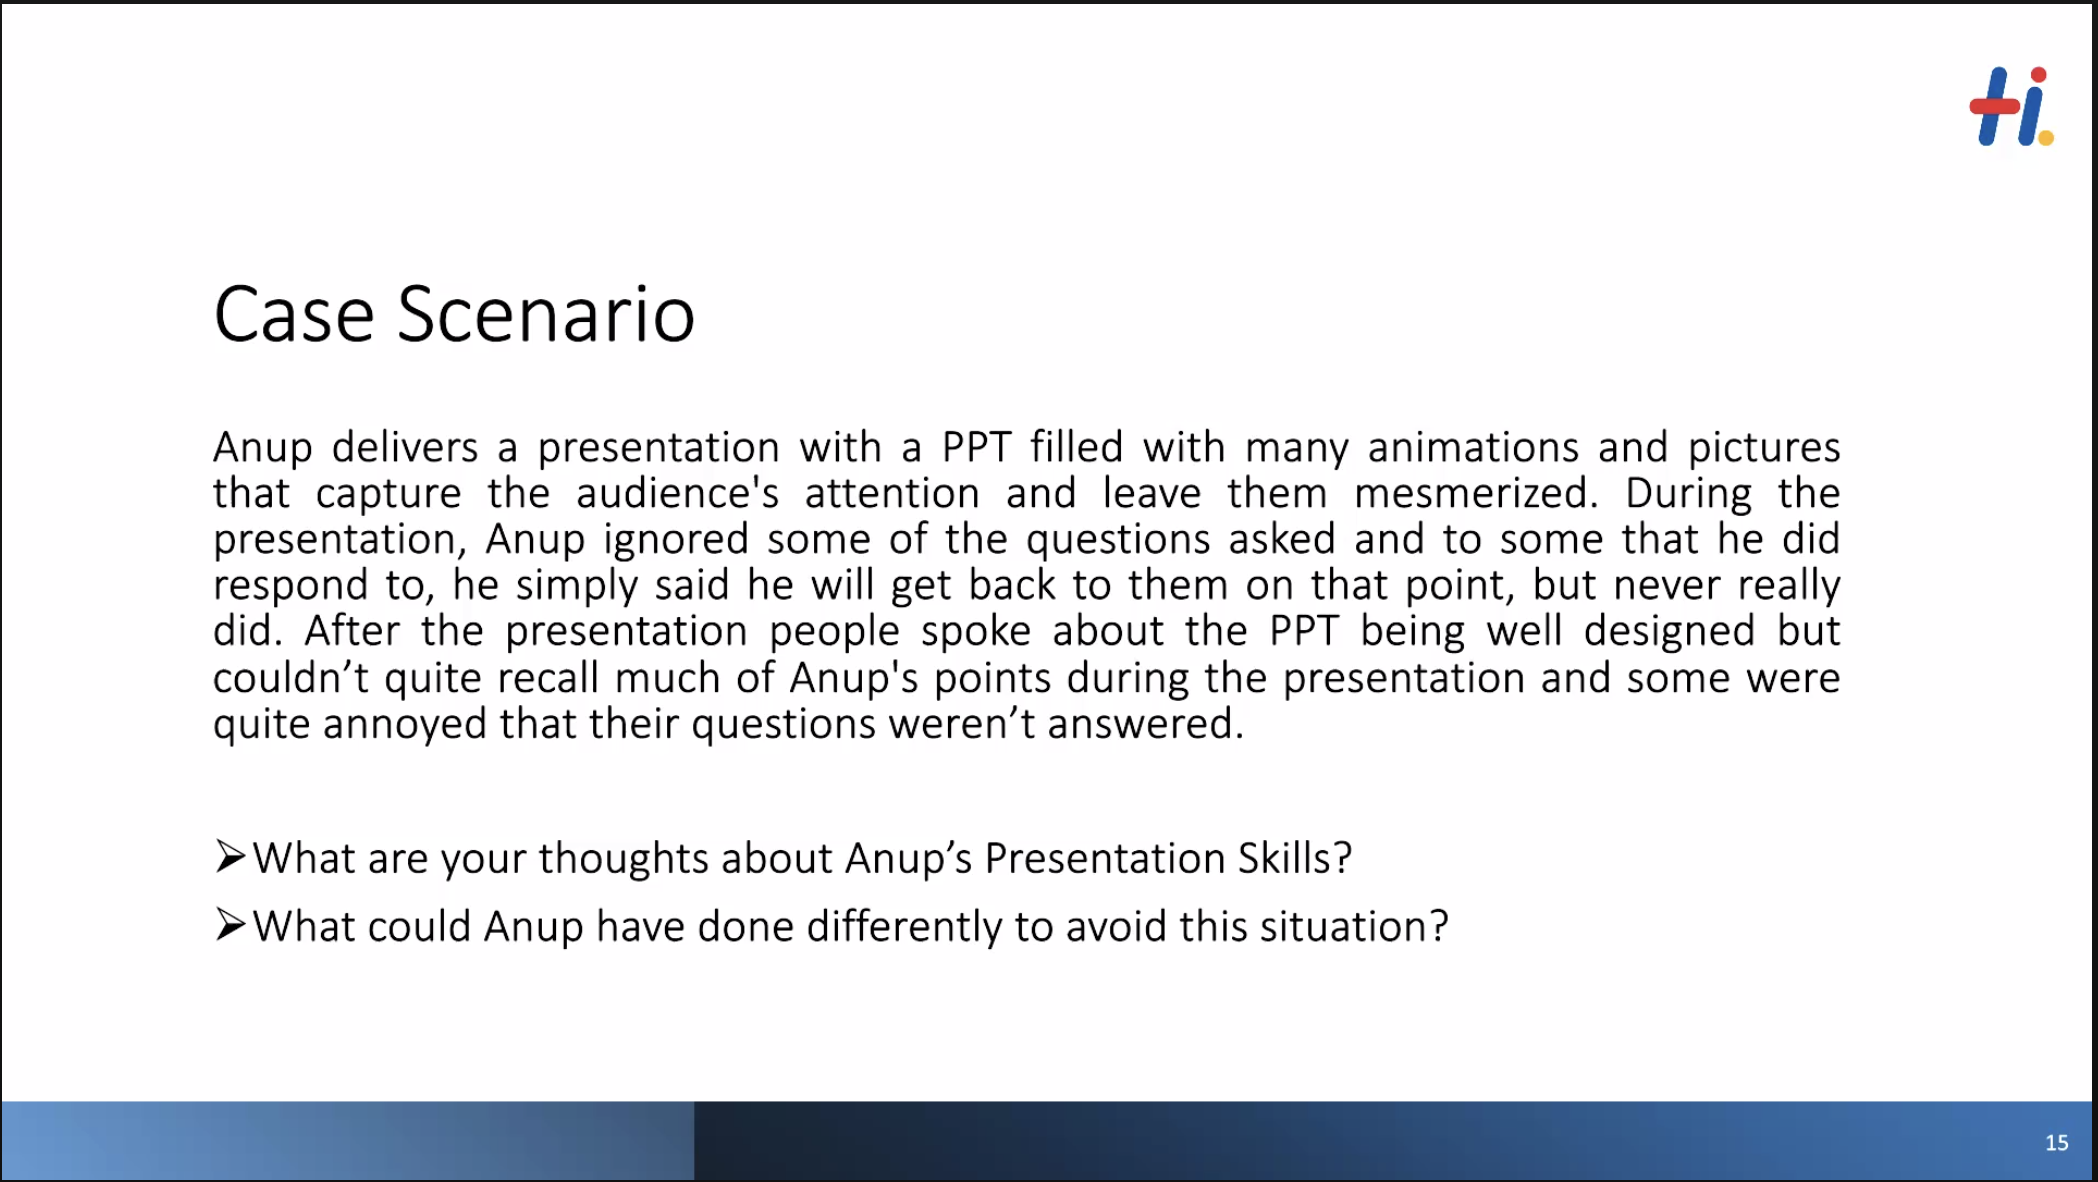 Hi.
Case Scenario
Anup delivers a presentation with a PPT filled with many animations and pictures
that capture the audience's attention and leave them mesmerized. During the
presentation, Anup ignored some of the questions asked and to some that he did
respond to, he simply said he will get back to them on that point, but never really
did. After the presentation people spoke about the PPT being well designed but
couldn’t quite recall much of Anup's points during the presentation and some were
quite annoyed that their questions weren’t answered.
➢What are your thoughts about Anup’s Presentation Skills?
➢What could Anup have done differently to avoid this situation?
15